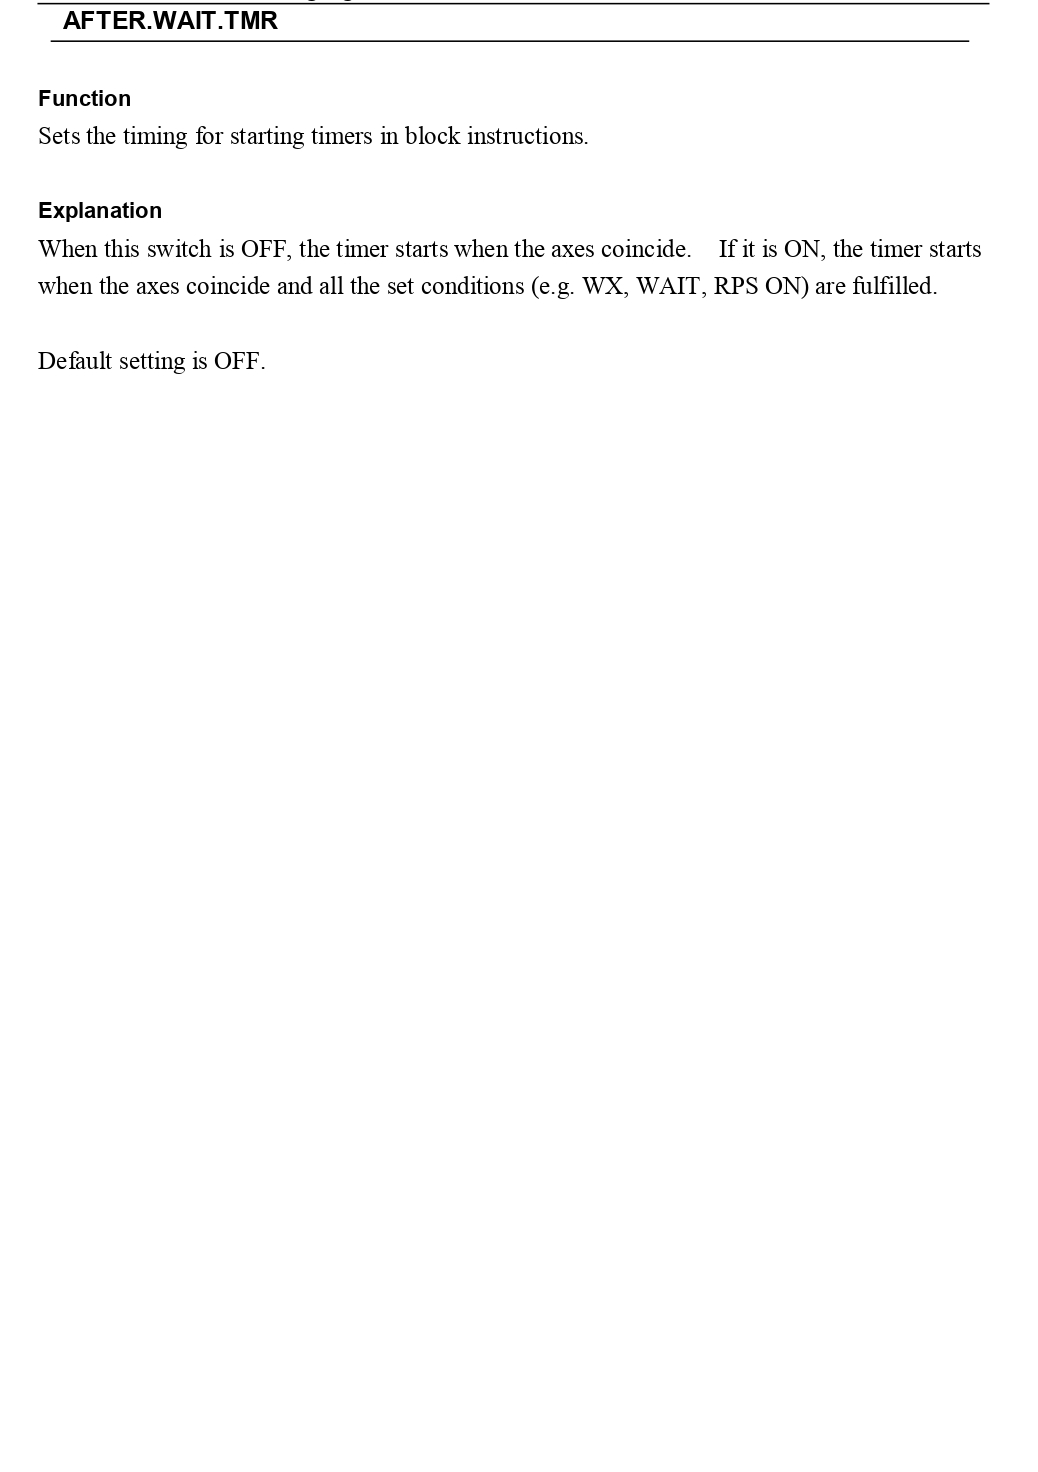 AFTER.WAIT.TMR
Function
Sets the timing for starting timers in block instructions.
Explanation
When this switch is OFF, the timer starts when the axes coincide. If it is ON, the timer starts
when the axes coincide and all the set conditions (e.g. WX, WAIT, RPS ON) are fulfilled.
Default setting is OFF.